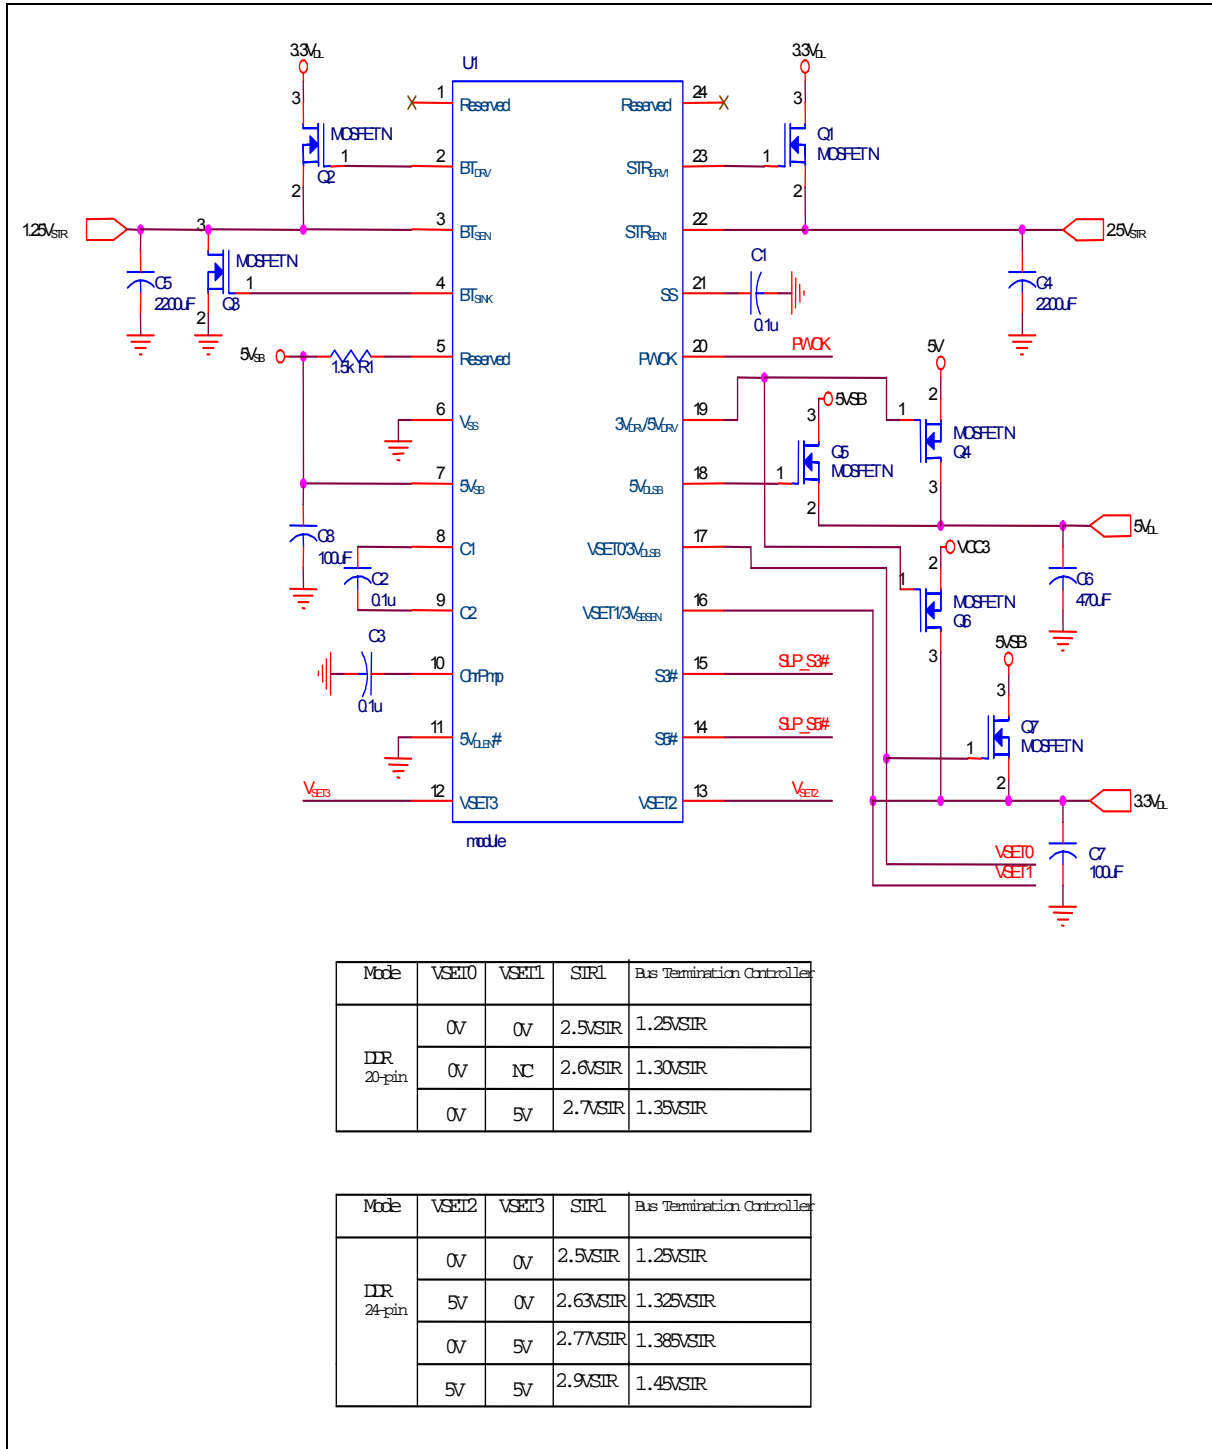 3.3VDL
3.3VDL
U1
3
1
Reserved
Reserved
24
3
MOSFETN
1
Q2
2
BTDRV
STRDRV1
23
1
Q1
MOSFETN
2
2
1.25VSTR
3
3
BTSEN
STRSEN1
22
2.5VSTR
MOSFETN
1
Q3
2
C5
2200uF
4
BTSINK
SS
21
C1
0.1u
C4
2200uF
5VSB
1.5k R1
5
Reserved
PWOK
20
PWOK
5V
6
VSS
3VDRV/5VDRV
19
3
5VSB
2
1
MOSFETN
Q4
3
7
5VSB
5VDLSB
18
1
Q5
MOSFETN
2
5VDL
C8
100uF
8
C1
VSET0/3VDLSB
17
VCC3
2
C2
0.1u
9
C2
VSET1/3VSBSEN
16
1
MOSFETN
Q6
3
C6
470uF
C3
0.1u
10
ChrPmp
S3#
15
SLP_S3#
5VSB
3
11
5VDLEN#
S5#
14
SLP_S5#
1
Q7
MOSFETN
2
VSET3
12
VSET3
VSET2
13
VSET2
3.3VDL
module
VSET0
VSET1
C7
100uF
Mode VSET0 VSET1 STR1 Bus Termination Controller
0V 0V 2.5VSTR 1.25VSTR
DDR
20-pin
0V NC 2.6VSTR 1.30VSTR
0V 5V 2.7VSTR 1.35VSTR
Mode VSET2 VSET3 STR1 Bus Termination Controller
0V 0V 2.5VSTR 1.25VSTR
DDR
24-pin
5V 0V 2.63VSTR 1.325VSTR
0V 5V 2.77VSTR 1.385VSTR
5V 5V 2.9VSTR 1.45VSTR